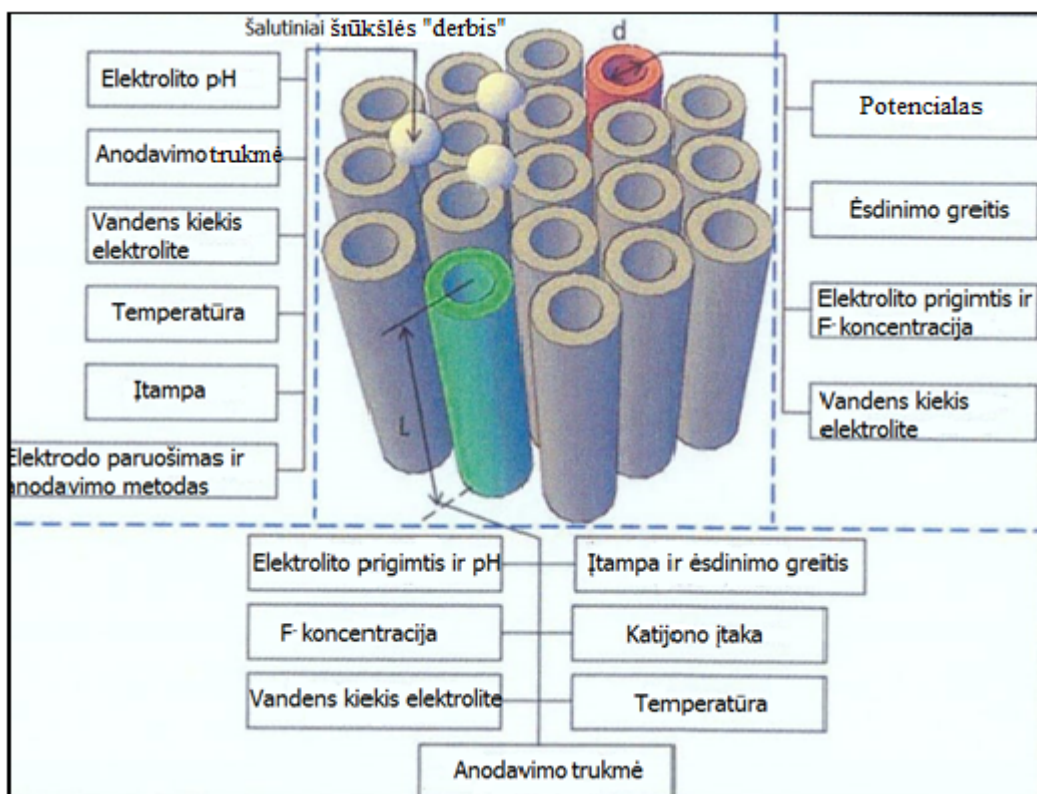 Šalutiniai šiūkšlės "derbis"
d
Elektrolito pH
Anodavimo trukmė
Vandens kiekis
elektrolite
Temperatūra
Įtampa
Elektrodo paruošimas ir
anodavimo metodas
Potencialas
Ėsdinimo greitis
Elektrolito prigimtis ir
F- koncentracija
Vandens kiekis
elektrolite
L
Elektrolito prigimtis ir pH
Įtampa ir ėsdinimo greitis
F- koncentracija
Katijono įtaka
Vandens kiekis elektrolite
Temperatūra
Anodavimo trukmė